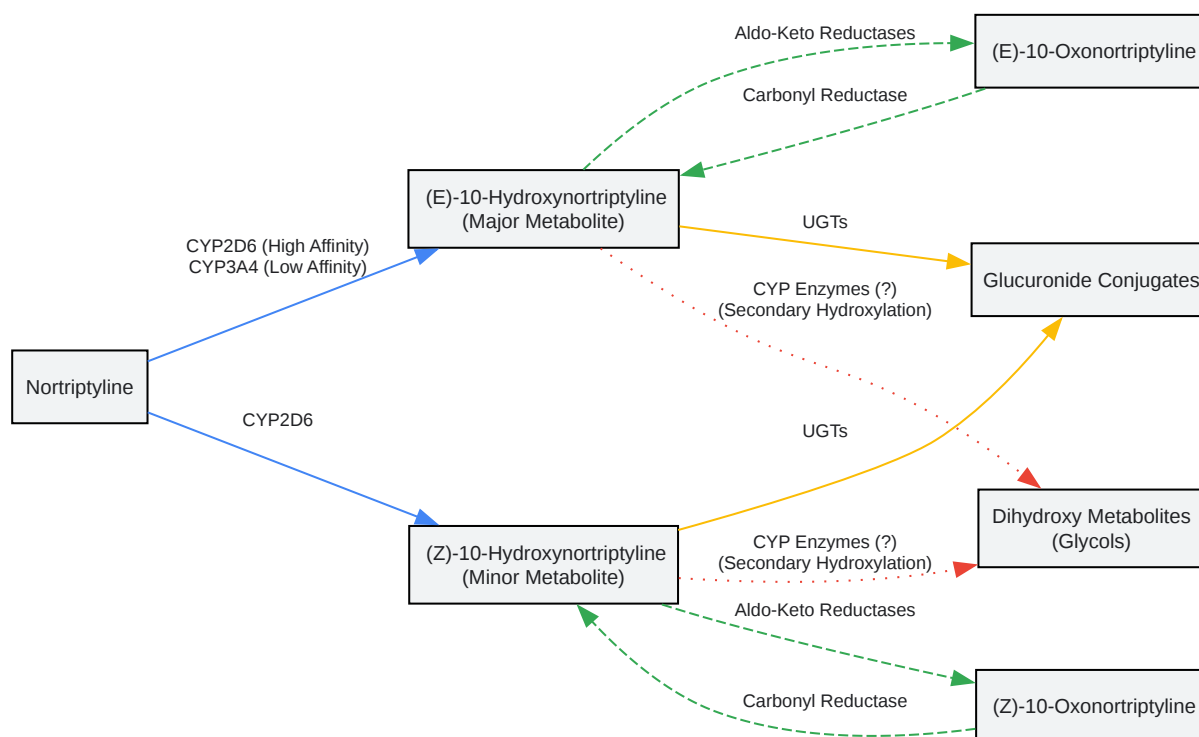 Aldo-Keto Reductases
(E)-10-Oxonortriptyline
Carbonyl Reductase
(E)-10-Hydroxynortriptyline
(Major Metabolite)
UGTs
CYP2D6 (High Affinity)
CYP3A4 (Low Affinity)
Glucuronide Conjugates
CYP Enzymes (?)
(Secondary Hydroxylation)
Nortriptyline
CYP2D6
UGTs
Dihydroxy Metabolites
(Glycols)
(Z)-10-Hydroxynortriptyline
(Minor Metabolite)
CYP Enzymes (?)
(Secondary Hydroxylation)
Aldo-Keto Reductases
Carbonyl Reductase
(Z)-10-Oxonortriptyline